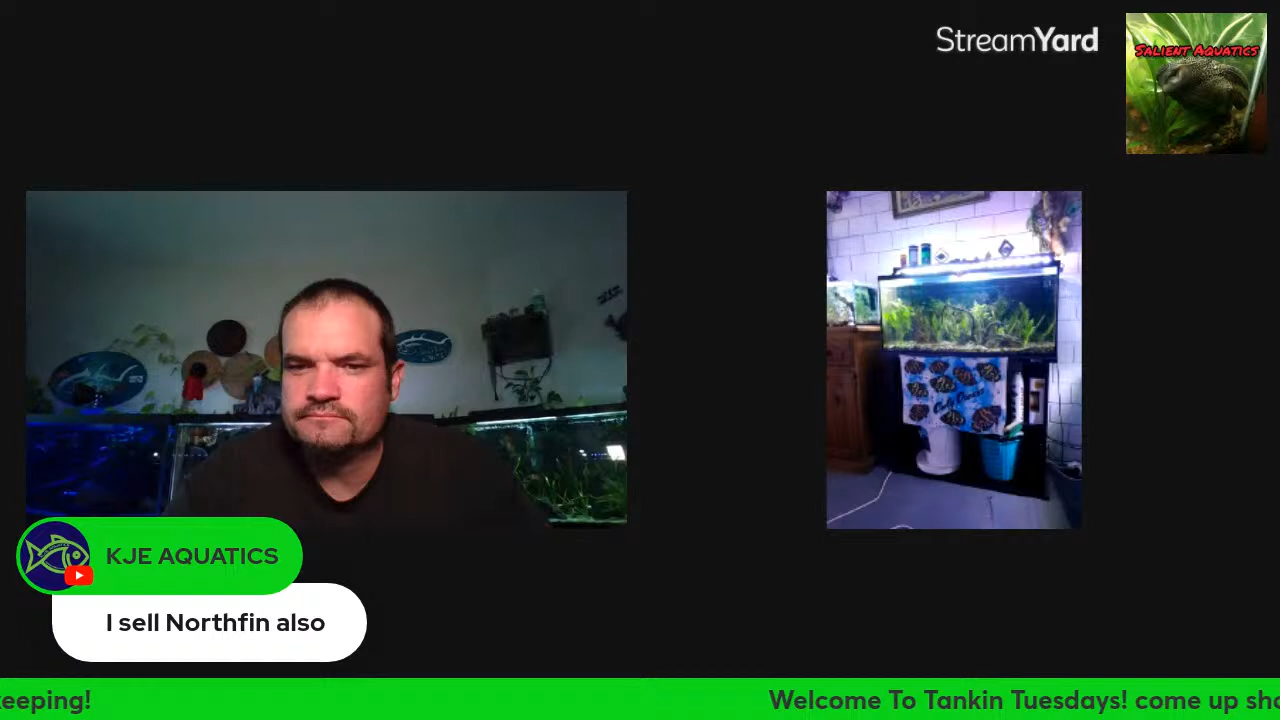 StreamYard
SALIENT AQUATICS
KJE AQUATICS
I sell Northfin also
eeping!
Welcome To Tankin Tuesdays! come up sh